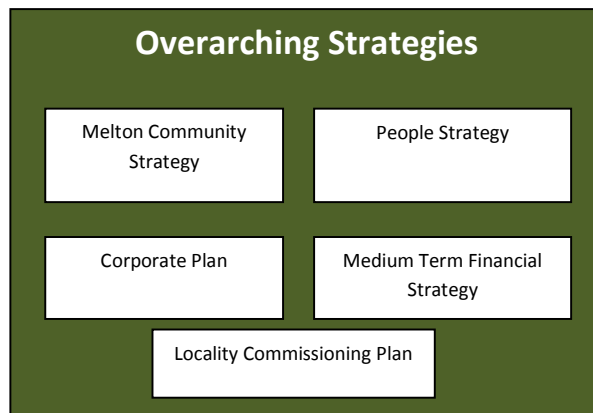 Overarching Strategies
Melton Community
Strategy
People Strategy
Corporate Plan
Medium Term Financial
Strategy
Locality Commissioning Plan